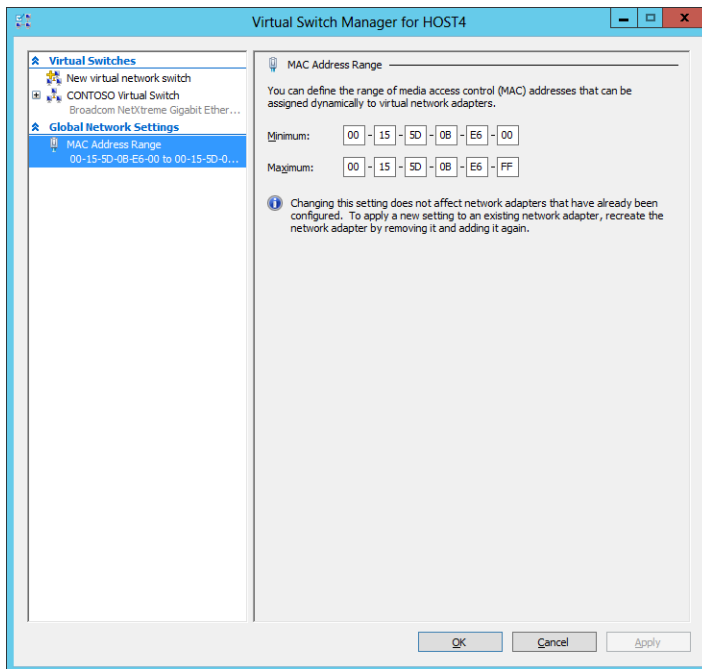 Virtual Switch Manager for HOST4
Virtual Switches
New virtual network switch
CONTOSO Virtual Switch
Broadcom NetXtreme Gigabit Ether...
Global Network Settings
MAC Address Range
00-15-5D-0B-E6-00 to 00-15-5D-0...
MAC Address Range
You can define the range of media access control (MAC) addresses that can be
assigned dynamically to virtual network adapters.
Minimum: 00 - 15 - 5D - 0B - E6 - 00
Maximum: 00 - 15 - 5D - 0B - E6 - FF
Changing this setting does not affect network adapters that have already been
configured. To apply a new setting to an existing network adapter, recreate the
network adapter by removing it and adding it again.
OK Cancel Apply